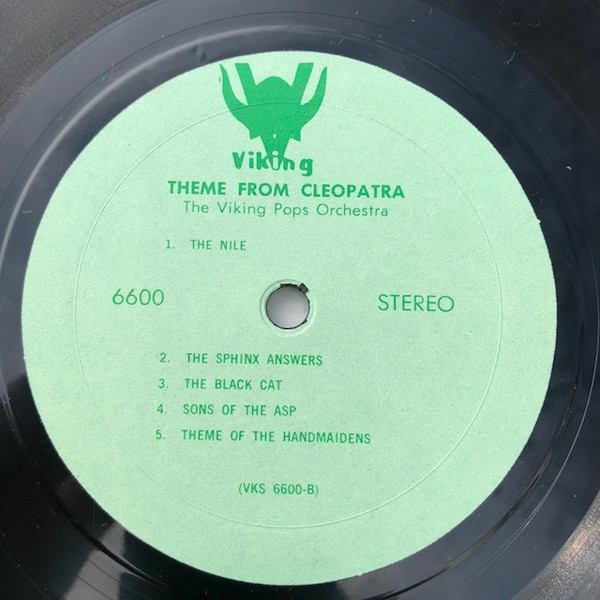 Viking
THEME FROM CLEOPATRA
The Viking Pops Orchestra
1. THE NILE
6600 STEREO
2. THE SPHINX ANSWERS
3. THE BLACK CAT
4. SONS OF THE ASP
5. THEME OF THE HANDMAIDENS
(VKS 6600-B)